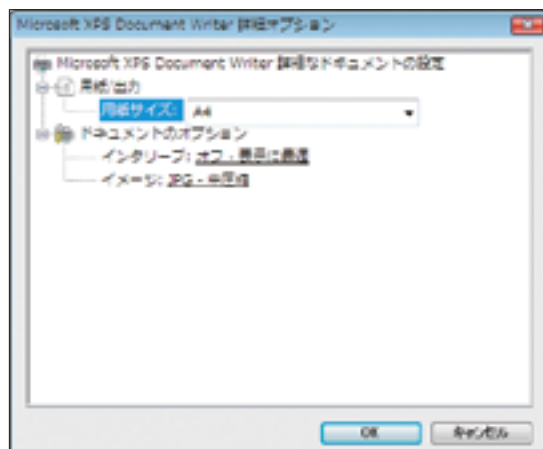 Microsoft XPS Document Writer 詳細オプション
Microsoft XPS Document Writer 詳細なドキュメントの設定
用紙/出力
用紙サイズ: A4
ドキュメントのオプション
インタリーブ: オフ - 表示に最適
イメージ: JPG - 中圧縮
OK キャンセル